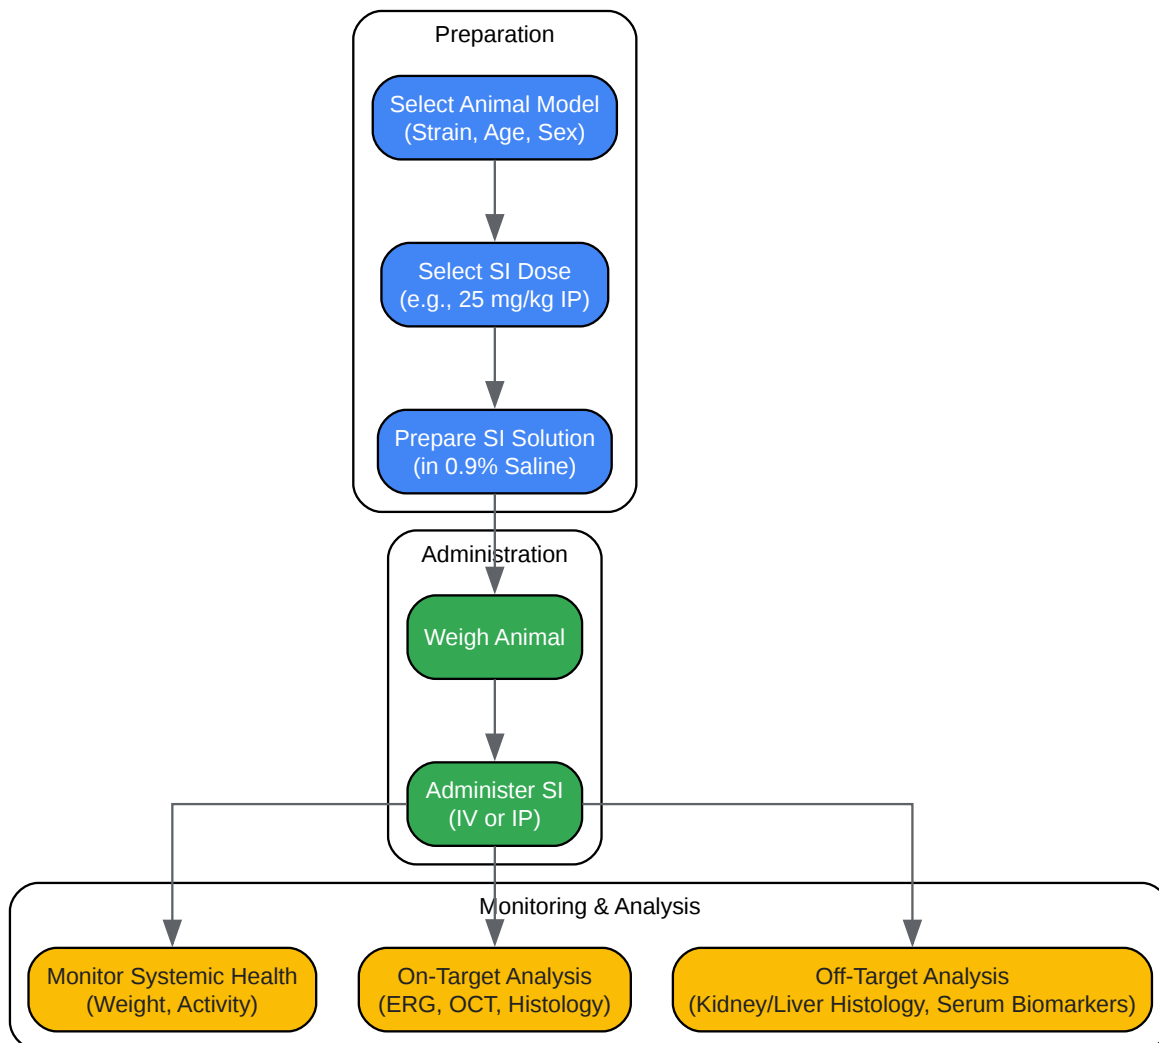 Preparation
Select Animal Model
(Strain, Age, Sex)
Select SI Dose
(e.g., 25 mg/kg IP)
Prepare SI Solution
(in 0.9% Saline)
Administration
Weigh Animal
Administer SI
(IV or IP)
Monitoring & Analysis
Monitor Systemic Health
(Weight, Activity)
On-Target Analysis
(ERG, OCT, Histology)
Off-Target Analysis
(Kidney/Liver Histology, Serum Biomarkers)